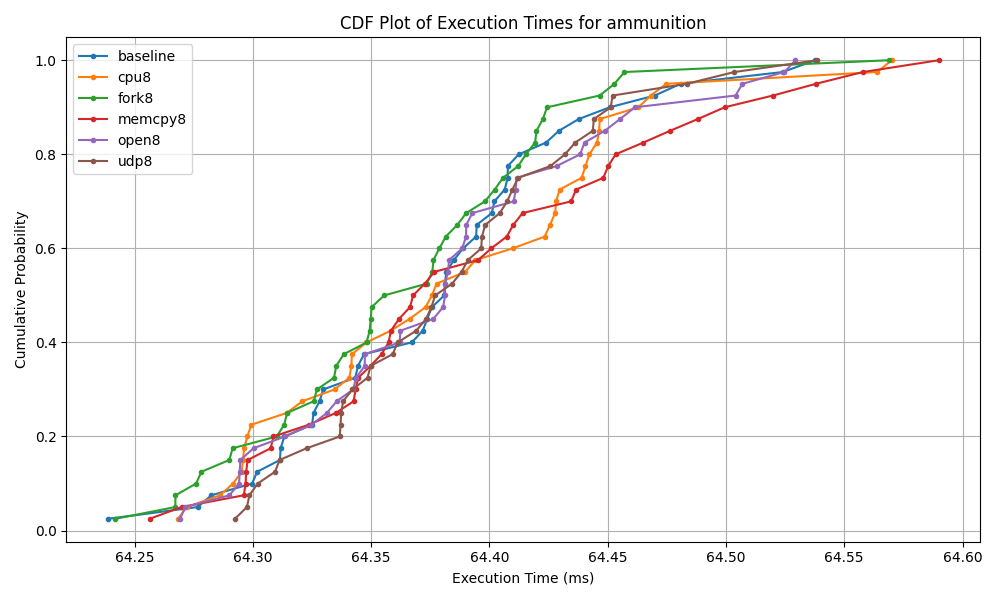 CDF Plot of Execution Times for ammunition
baseline
cpu8
fork8
memcpy8
open8
udp8
Cumulative Probability
1.0
0.8
0.6
0.4
0.2
0.0
64.25 64.30 64.35 64.40 64.45 64.50 64.55 64.60
Execution Time (ms)